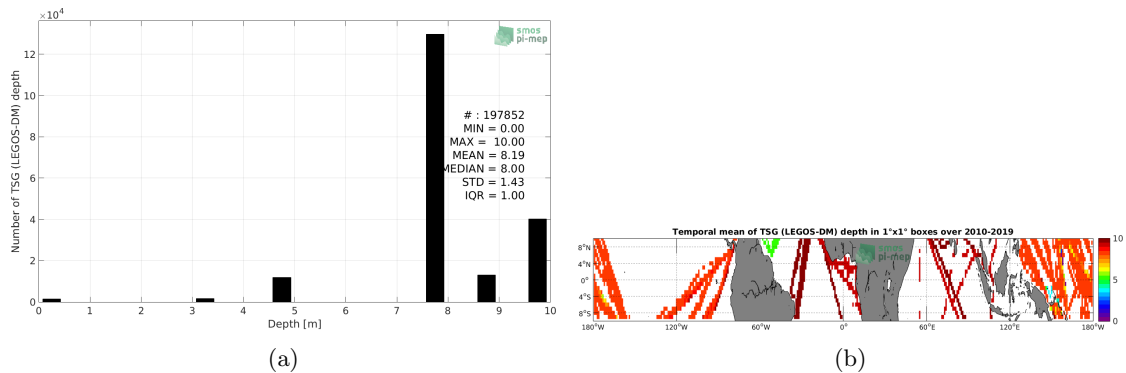 ×10⁴
12
10
8
6
4
2
0
Number of TSG (LEGOS-DM) depth
0 1 2 3 4 5 6 7 8 9 10
Depth [m]
smos
pi-mep
# : 197852
MIN = 0.00
MAX = 10.00
MEAN = 8.19
MEDIAN = 8.00
STD = 1.43
IQR = 1.00
(a)
Temporal mean of TSG (LEGOS-DM) depth in 1°x1° boxes over 2010-2019
8°N
4°N
0°N
4°S
8°S
180°W 120°W 60°W 0°E 60°E 120°E 180°W
smos
pi-mep
10
5
0
(b)